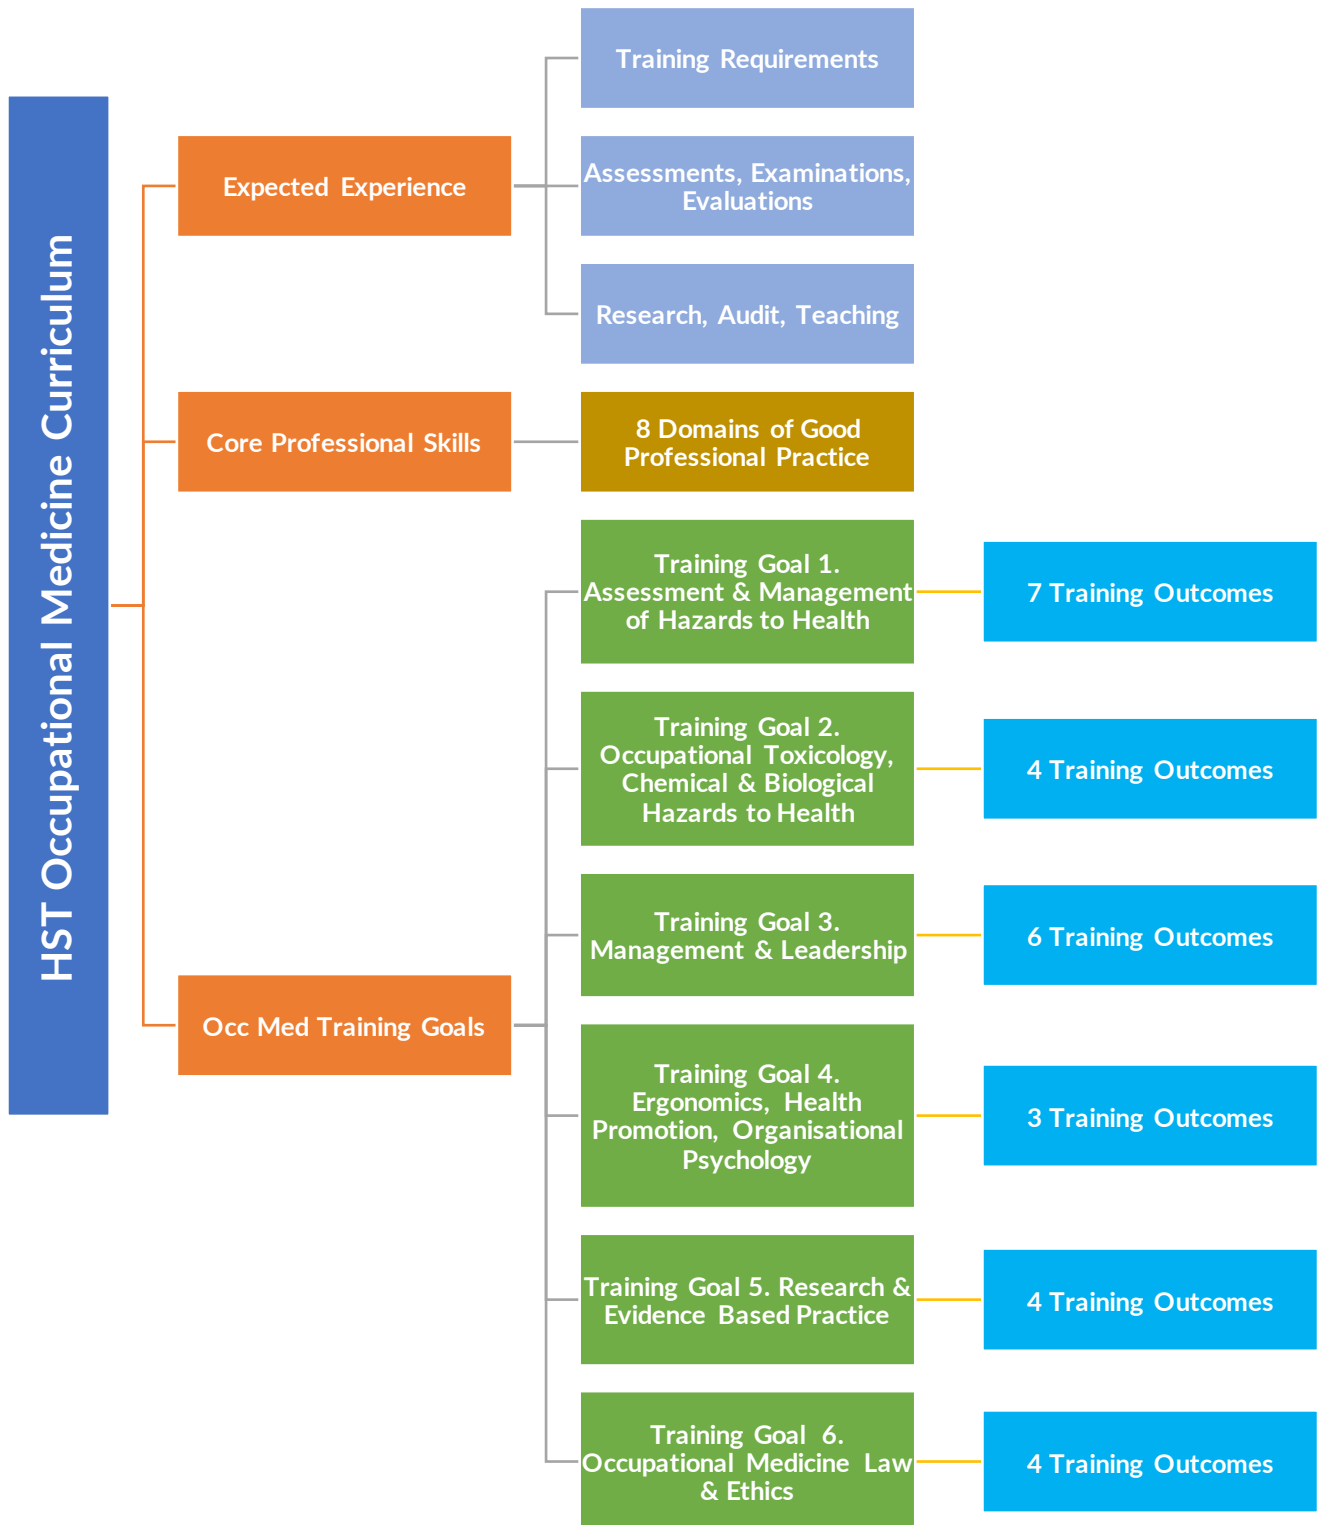 HST Occupational Medicine Curriculum
Expected Experience
Training Requirements
Assessments, Examinations,
Evaluations
Research, Audit, Teaching
Core Professional Skills
8 Domains of Good
Professional Practice
Occ Med Training Goals
Training Goal 1.
Assessment & Management
of Hazards to Health
7 Training Outcomes
Training Goal 2.
Occupational Toxicology,
Chemical & Biological
Hazards to Health
4 Training Outcomes
Training Goal 3.
Management & Leadership
6 Training Outcomes
Training Goal 4.
Ergonomics, Health
Promotion, Organisational
Psychology
3 Training Outcomes
Training Goal 5. Research &
Evidence Based Practice
4 Training Outcomes
Training Goal 6.
Occupational Medicine Law
& Ethics
4 Training Outcomes